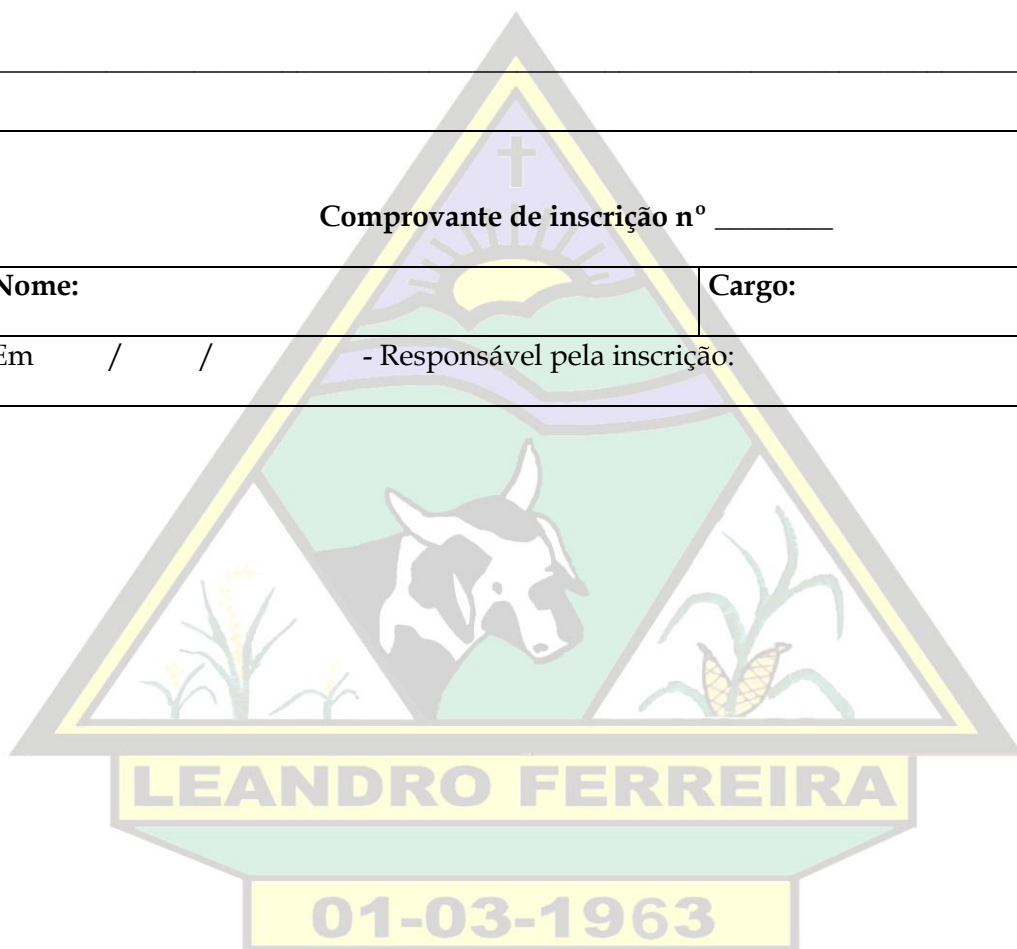 Comprovante de inscrição nº ________
Nome: Cargo:
Em / / - Responsável pela inscrição:
LEANDRO FERREIRA
01-03-1963